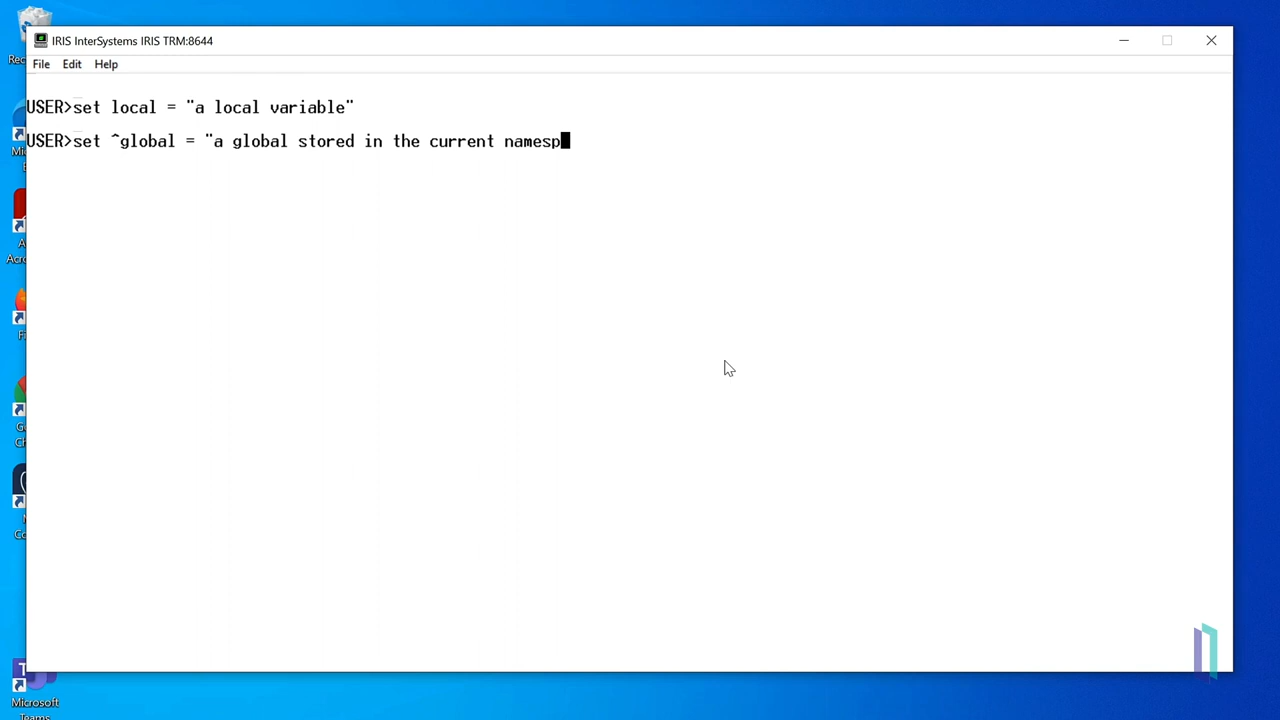 IRIS InterSystems IRIS TRM:8644
File Edit Help
USER>set local = "a local variable"
USER>set ^global = "a global stored in the current namesp
Microsoft
Teams